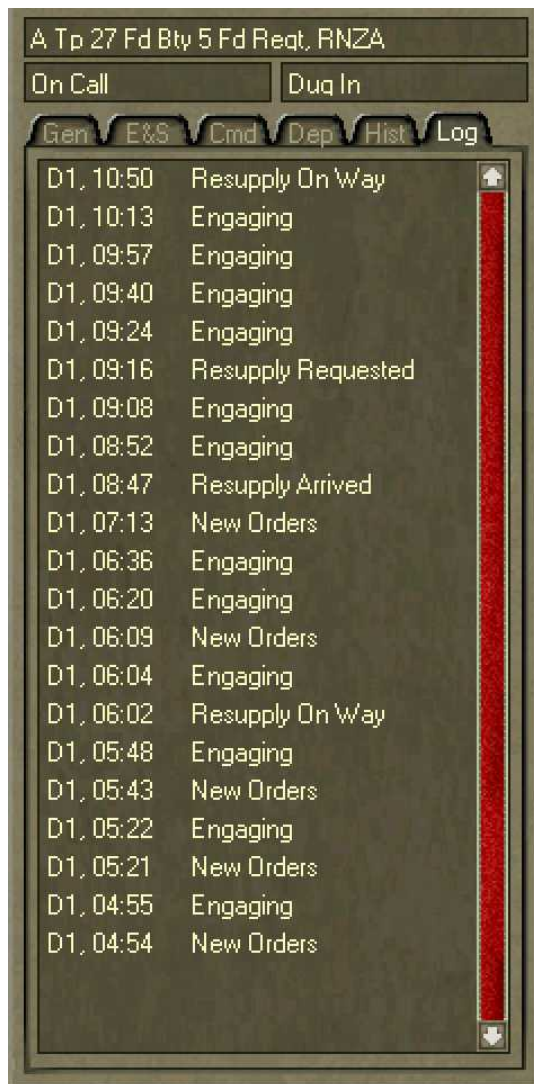 A Tp 27 Fd Bty 5 Fd Regt, RNZA
On Call Dug In
Gen E&S Cmd Dep Hist Log
D1, 10:50 Resupply On Way
D1, 10:13 Engaging
D1, 09:57 Engaging
D1, 09:40 Engaging
D1, 09:24 Engaging
D1, 09:16 Resupply Requested
D1, 09:08 Engaging
D1, 08:52 Engaging
D1, 08:47 Resupply Arrived
D1, 07:13 New Orders
D1, 06:36 Engaging
D1, 06:20 Engaging
D1, 06:09 New Orders
D1, 06:04 Engaging
D1, 06:02 Resupply On Way
D1, 05:48 Engaging
D1, 05:43 New Orders
D1, 05:22 Engaging
D1, 05:21 New Orders
D1, 04:55 Engaging
D1, 04:54 New Orders